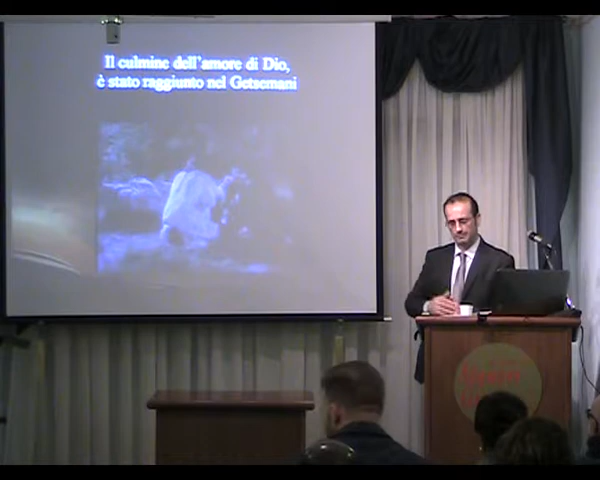 Il culmine dell'amore di Dio,
è stato raggiunto nel Getsemani